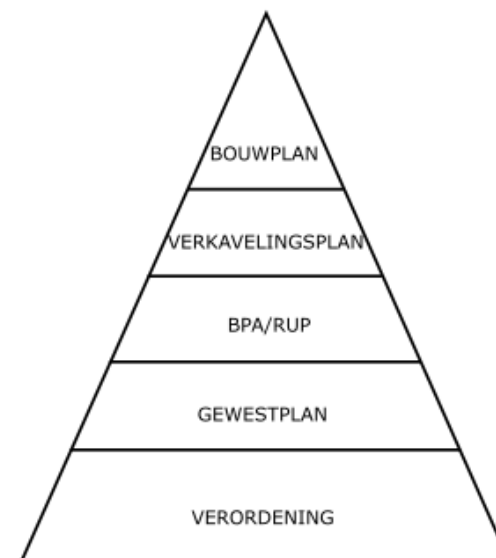 BOUWPLAN
VERKAVELINGSPLAN
BPA/RUP
GEWESTPLAN
VERORDENING